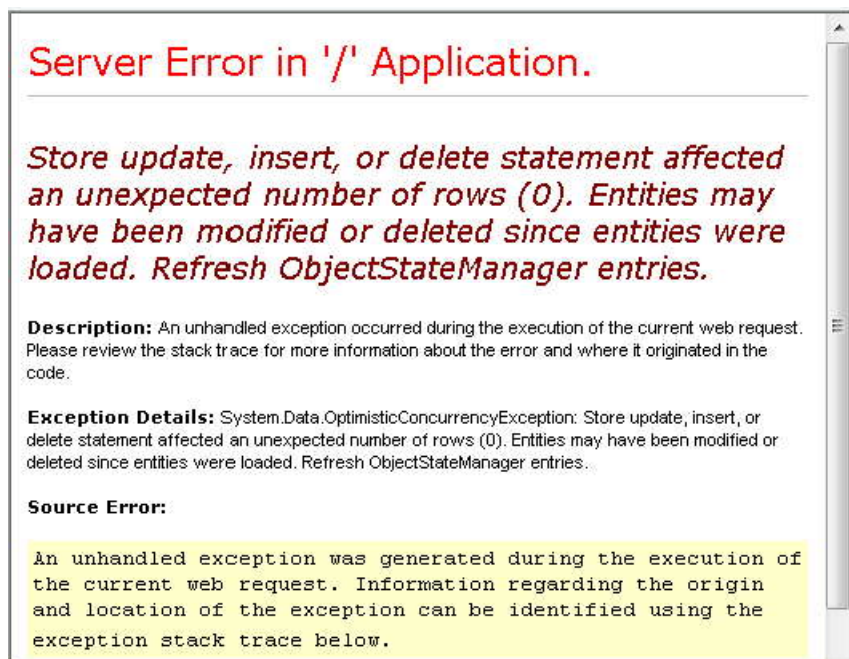 Server Error in '/' Application.
Store update, insert, or delete statement affected
an unexpected number of rows (0). Entities may
have been modified or deleted since entities were
loaded. Refresh ObjectStateManager entries.
Description: An unhandled exception occurred during the execution of the current web request.
Please review the stack trace for more information about the error and where it originated in the
code.
Exception Details: System.Data.OptimisticConcurrencyException: Store update, insert, or
delete statement affected an unexpected number of rows (0). Entities may have been modified or
deleted since entities were loaded. Refresh ObjectStateManager entries.
Source Error:
An unhandled exception was generated during the execution of
the current web request. Information regarding the origin
and location of the exception can be identified using the
exception stack trace below.